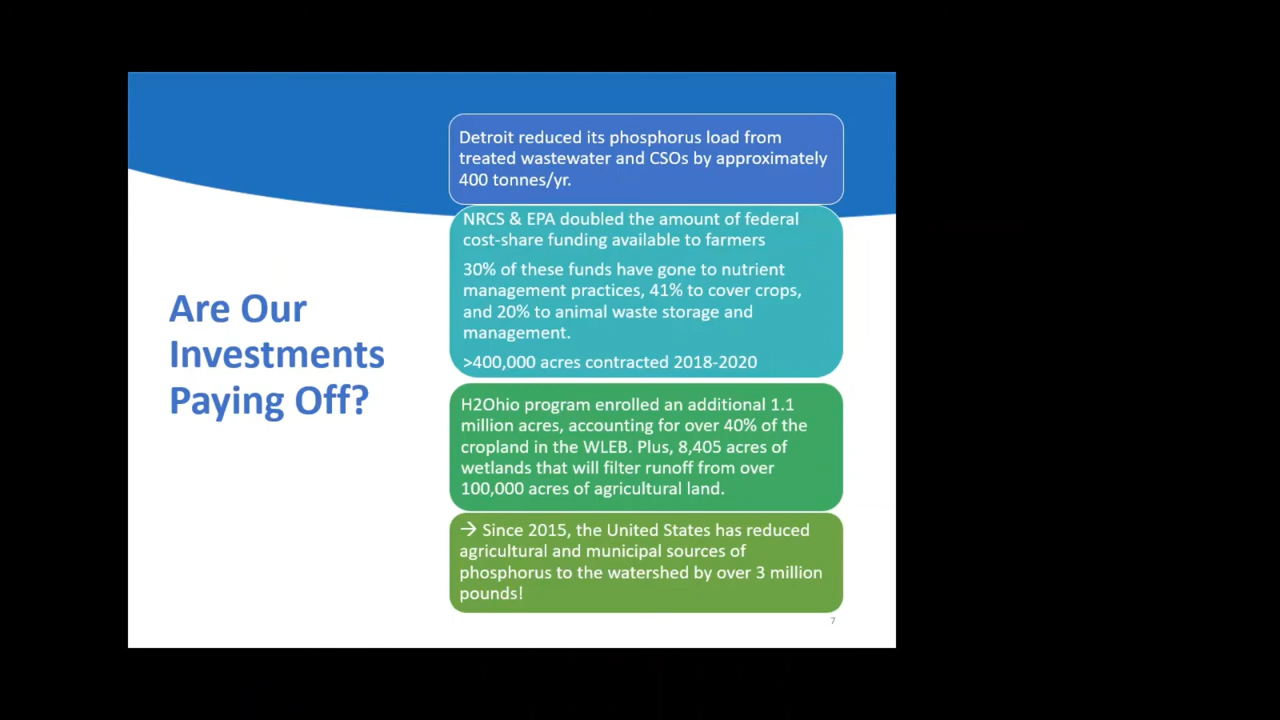 Are Our
Investments
Paying Off?
Detroit reduced its phosphorus load from
treated wastewater and CSOs by approximately
400 tonnes/yr.
NRCS & EPA doubled the amount of federal
cost-share funding available to farmers
30% of these funds have gone to nutrient
management practices, 41% to cover crops,
and 20% to animal waste storage and
management.
>400,000 acres contracted 2018-2020
H2Ohio program enrolled an additional 1.1
million acres, accounting for over 40% of the
cropland in the WLEB. Plus, 8,405 acres of
wetlands that will filter runoff from over
100,000 acres of agricultural land.
→ Since 2015, the United States has reduced
agricultural and municipal sources of
phosphorus to the watershed by over 3 million
pounds!
7